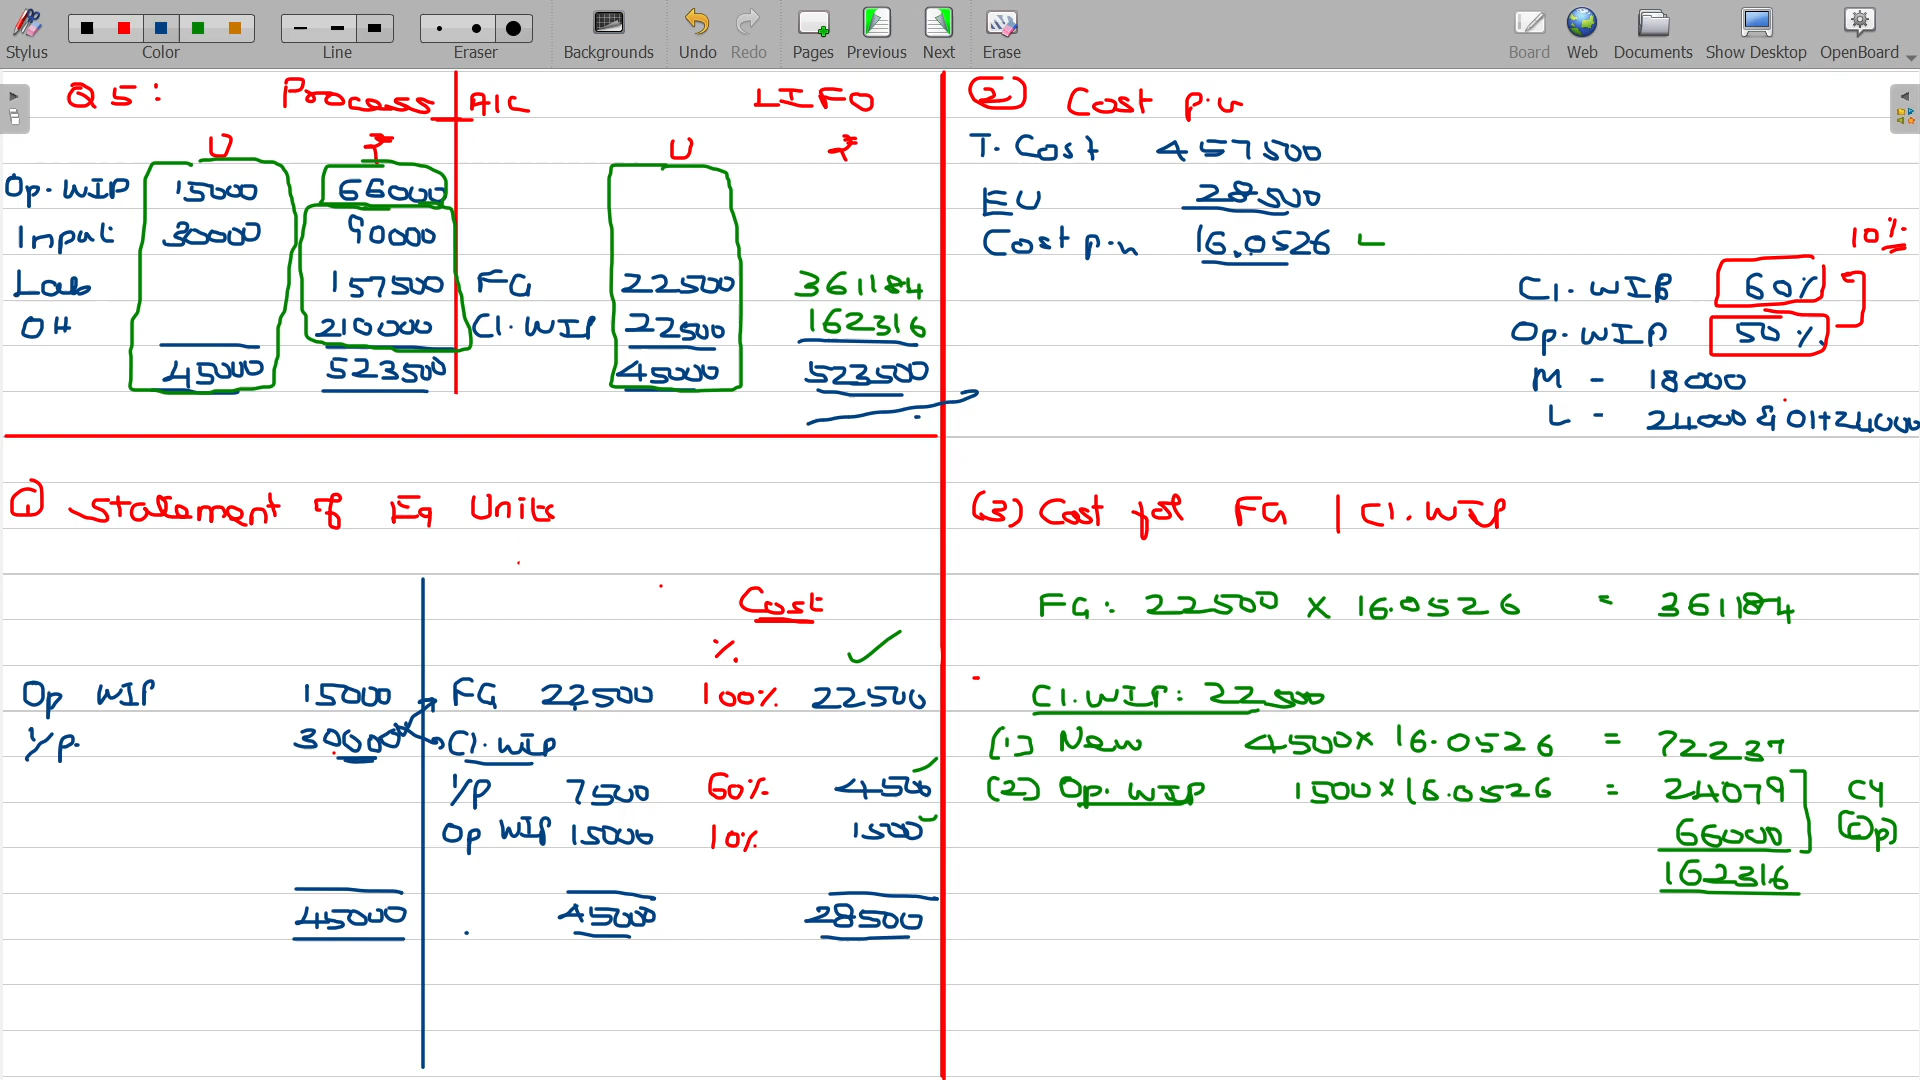 Stylus Color Line Eraser Backgrounds Undo Redo Pages Previous Next Erase Board Web Documents Show Desktop OpenBoard
Q5: Process A/C LIFO
U ₹ U ₹
Op. WIP 15000 66000
Input 30000 90000
Lab 157500 FG 22500 361184
OH 210000 Cl. WIP 22500 162316
45000 523500 45000 523500
(2) Cost p.u
T. Cost 457500
EU 28500
Cost p.u 16.0526
10%
Cl. WIP 60%
Op. WIP 50%
M - 18000
L - 24000 & OH 24000
(1) Statement of Eq Units
Cost
%. ✓
Op WIP 15000 FG 22500 100% 22500
I/p. 30000 Cl. WIP
I/P 7500 60% 4500
Op WIP 15000 10% 1500
45000 45000 28500
(3) Cost for FG | Cl. WIP
FG: 22500 x 16.0526 = 361184
Cl. WIP: 22500
(1) New 4500 x 16.0526 = 72237
(2) Op. WIP 1500 x 16.0526 = 24079 CY
66000 (Op)
162316